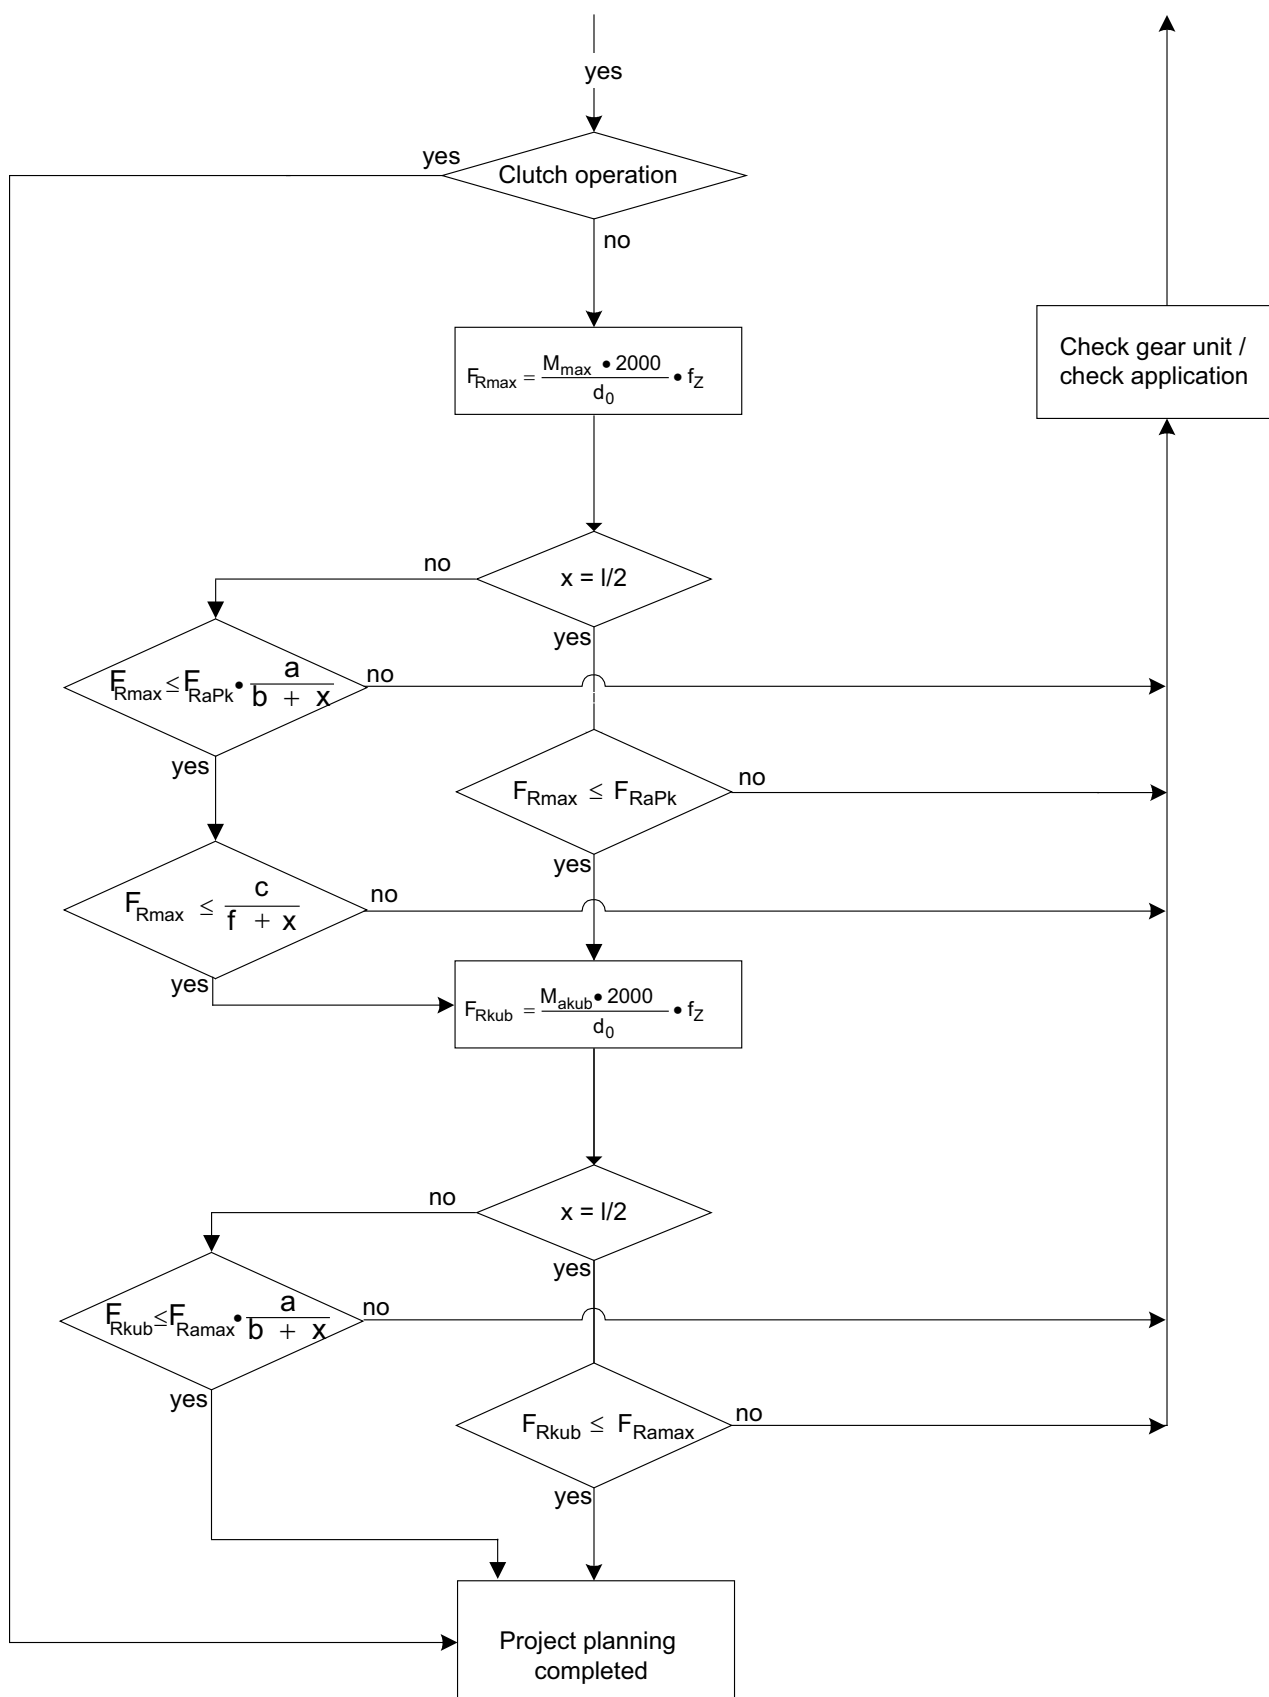 yes
yes
Clutch operation
no
F_Rmax = M_max • 2000 / d_0 • f_Z
Check gear unit /
check application
no
x = l/2
yes
F_Rmax ≤ F_RaPk • a / b + x
no
yes
F_Rmax ≤ F_RaPk
no
yes
F_Rmax ≤ c / f + x
no
yes
F_Rkub = M_akub • 2000 / d_0 • f_Z
no
x = l/2
yes
F_Rkub ≤ F_Ramax • a / b + x
no
yes
F_Rkub ≤ F_Ramax
no
yes
Project planning
completed